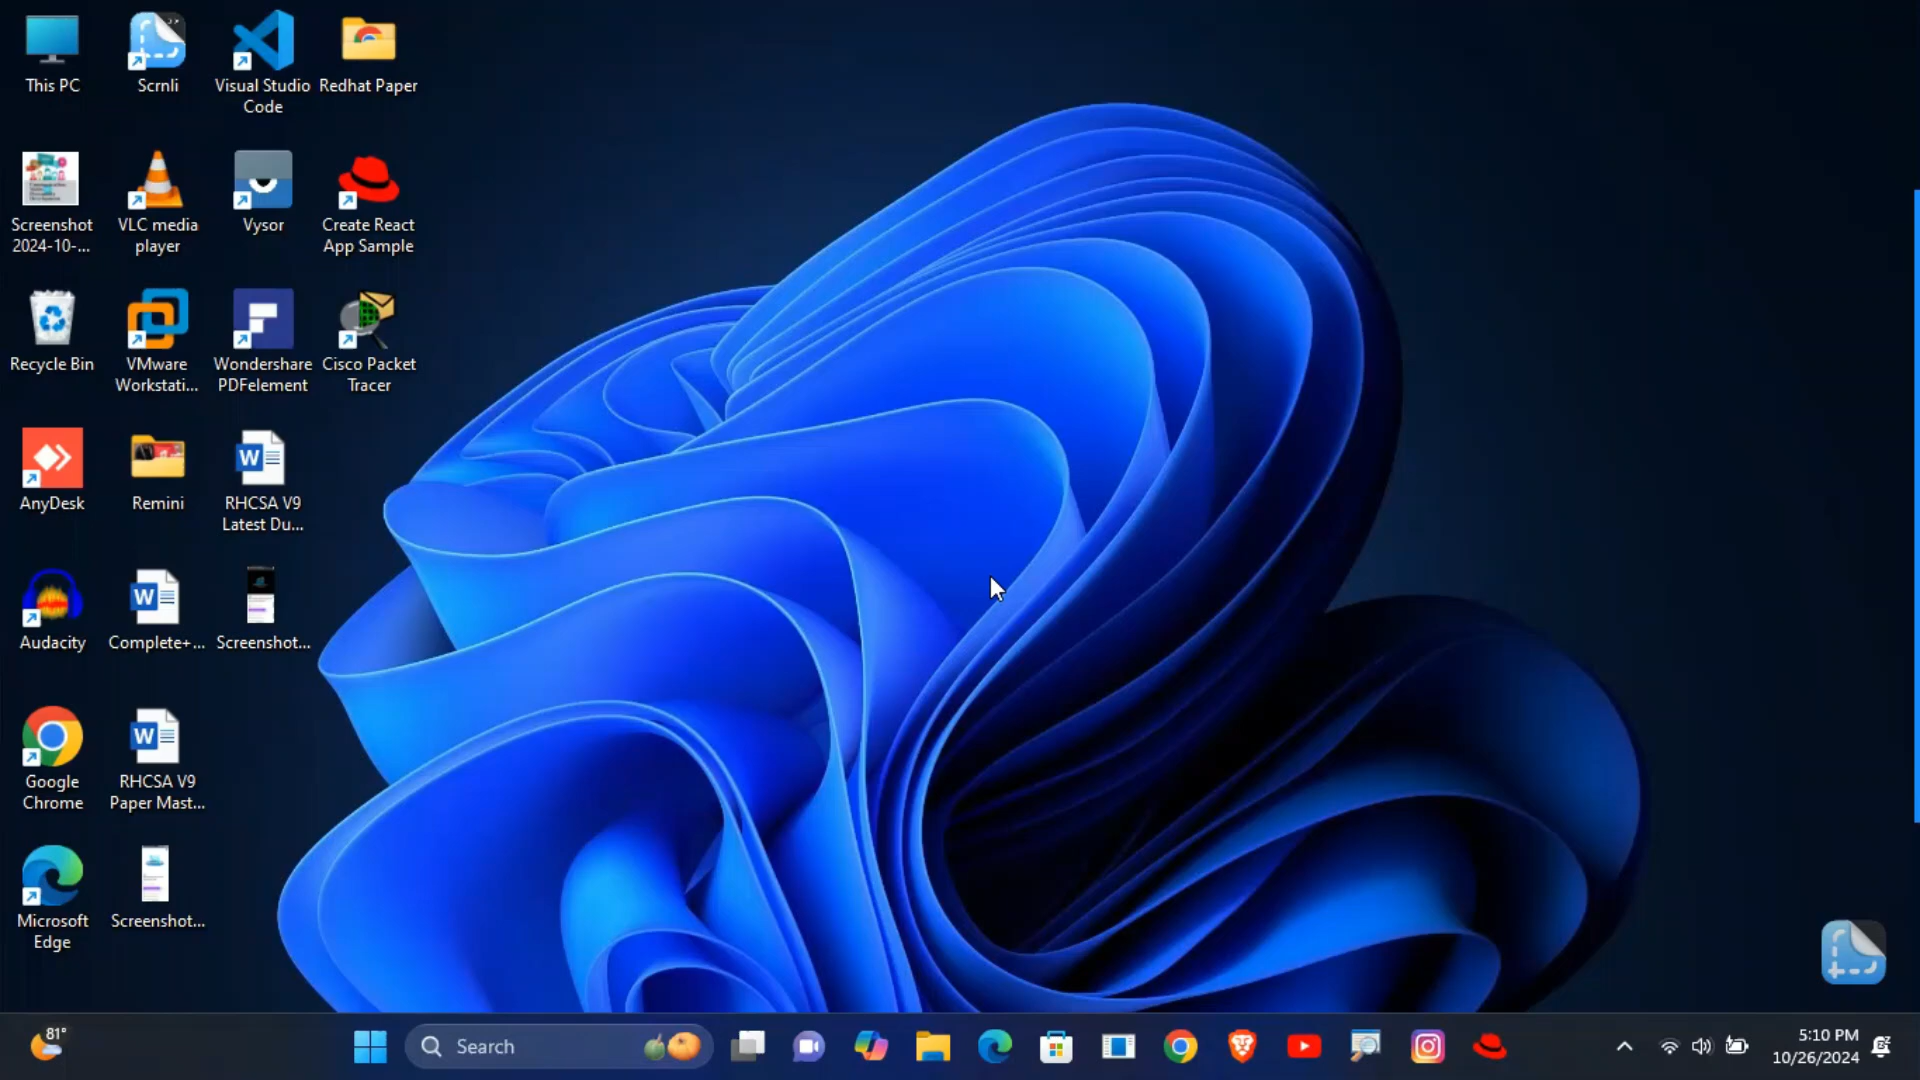 This PC
Scrnli
Visual Studio
Code
Redhat Paper
Screenshot
2024-10-...
VLC media
player
Vysor
Create React
App Sample
Recycle Bin
VMware
Workstati...
Wondershare
PDFelement
Cisco Packet
Tracer
AnyDesk
Remini
RHCSA V9
Latest Du...
Audacity
Complete+...
Screenshot...
Google
Chrome
RHCSA V9
Paper Mast...
Microsoft
Edge
Screenshot...
81°
Search
5:10 PM
10/26/2024